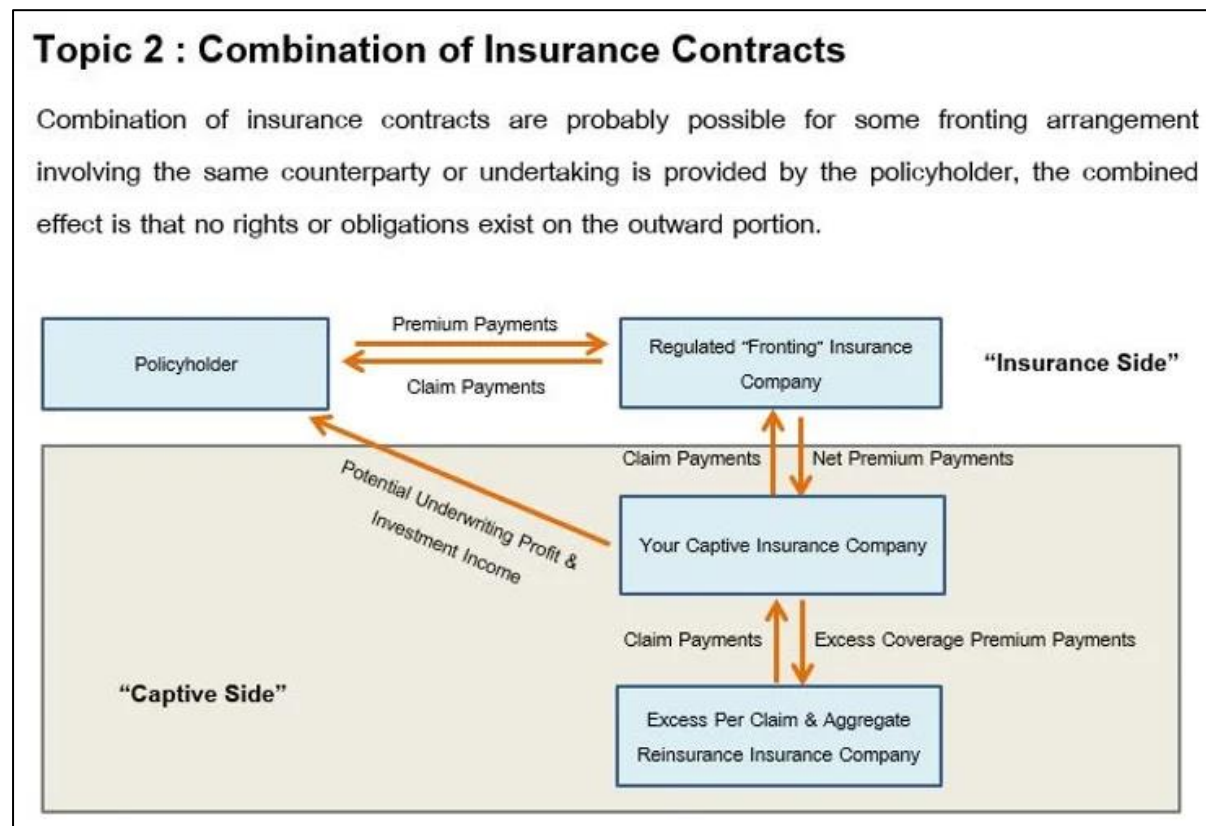 Topic 2 : Combination of Insurance Contracts
Combination of insurance contracts are probably possible for some fronting arrangement
involving the same counterparty or undertaking is provided by the policyholder, the combined
effect is that no rights or obligations exist on the outward portion.
Policyholder
Premium Payments
Claim Payments
Regulated "Fronting" Insurance
Company
"Insurance Side"
Claim Payments
Net Premium Payments
Potential Underwriting Profit &
Investment Income
Your Captive Insurance Company
Claim Payments
Excess Coverage Premium Payments
"Captive Side"
Excess Per Claim & Aggregate
Reinsurance Insurance Company